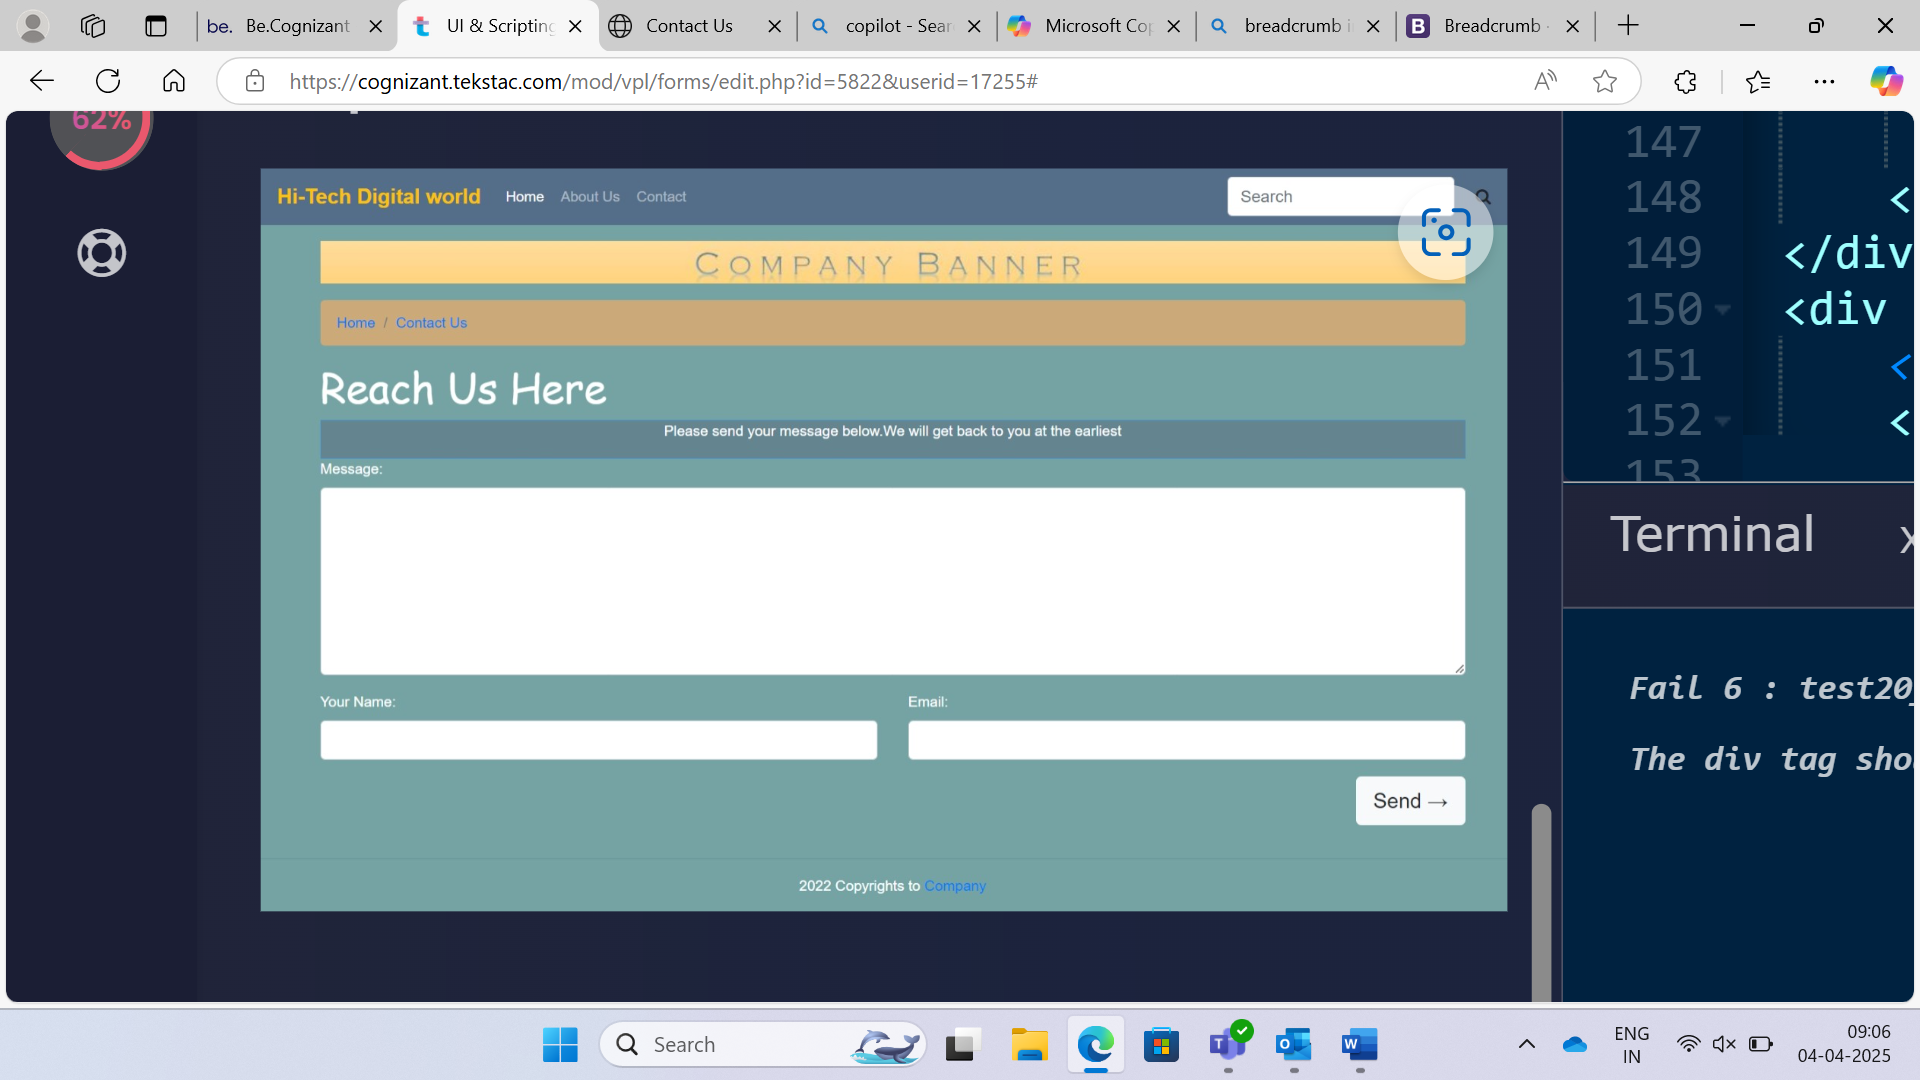 be. Be.Cognizant
UI & Scripting
Contact Us
copilot - Sear
Microsoft Cop
breadcrumb i
B Breadcrumb ·
https://cognizant.tekstac.com/mod/vpl/forms/edit.php?id=5822&userid=17255#
62%
Hi-Tech Digital world Home About Us Contact Search
Company Banner
Home / Contact Us
Reach Us Here
Please send your message below.We will get back to you at the earliest
Message:
Your Name: Email:
Send →
2022 Copyrights to Company
147
148 <
149 </div
150 <div
151 <
152 <
153
Terminal x
Fail 6 : test20_
The div tag sho
Search
ENG
IN
09:06
04-04-2025